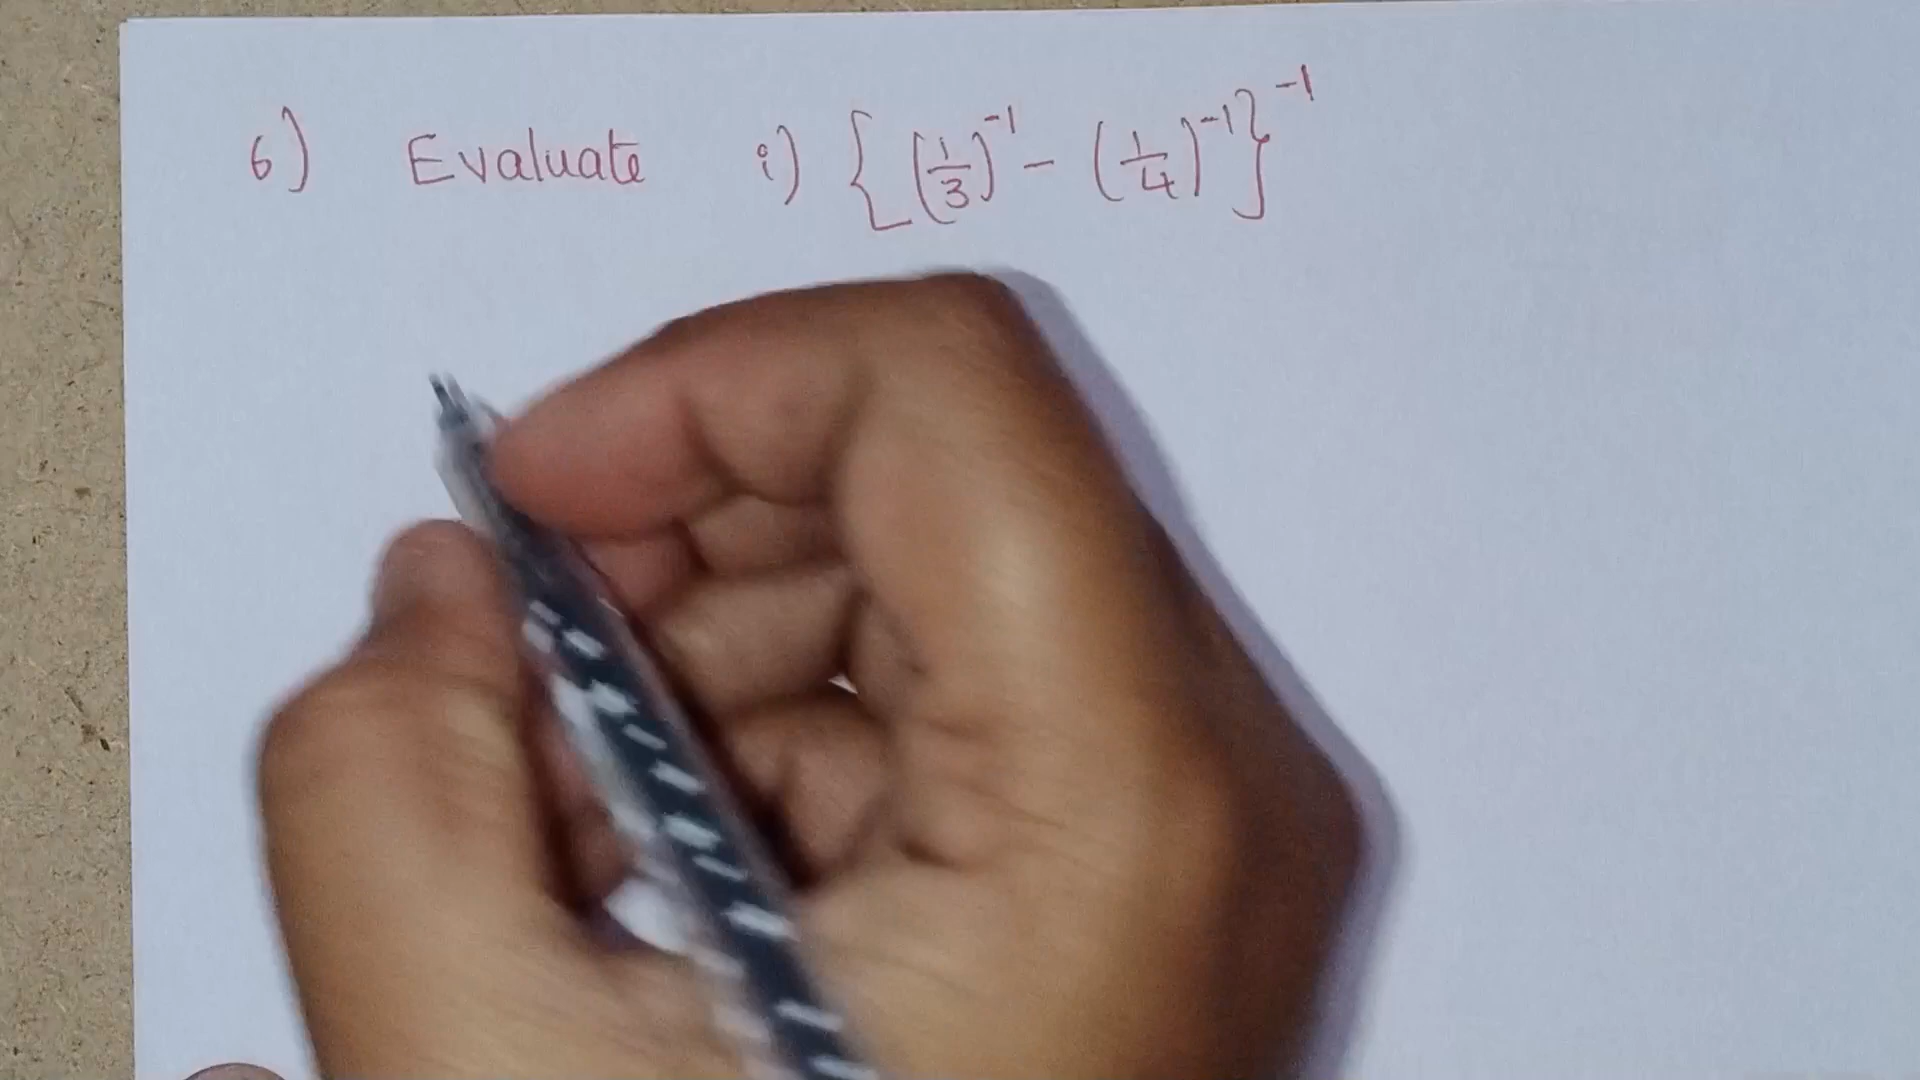 6) Evaluate i) {(1/3)^-1 - (1/4)^-1}^-1